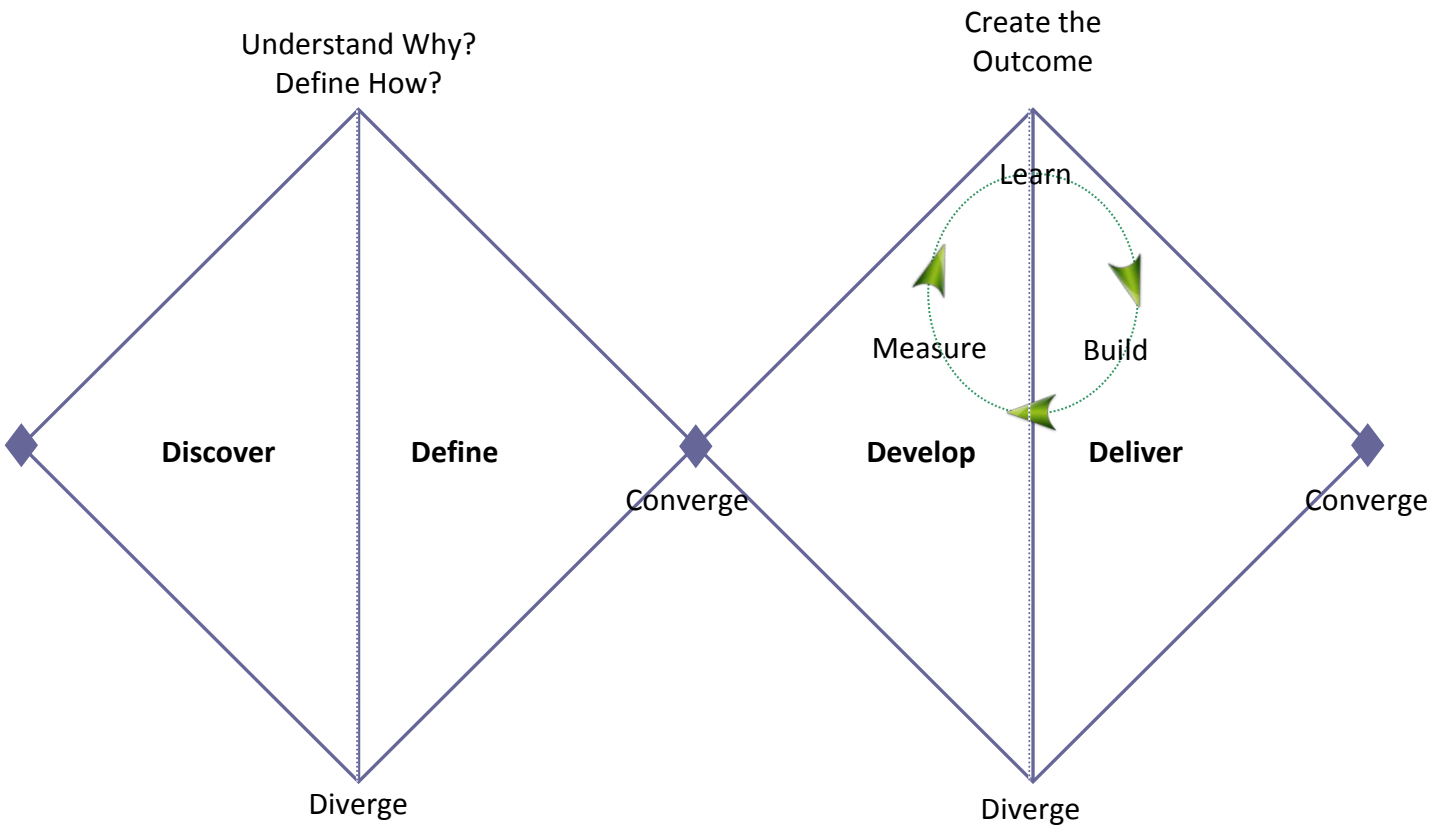 Understand Why?
Define How?
Create the
Outcome
Learn
Measure
Build
Discover
Define
Develop
Deliver
Converge
Converge
Diverge
Diverge